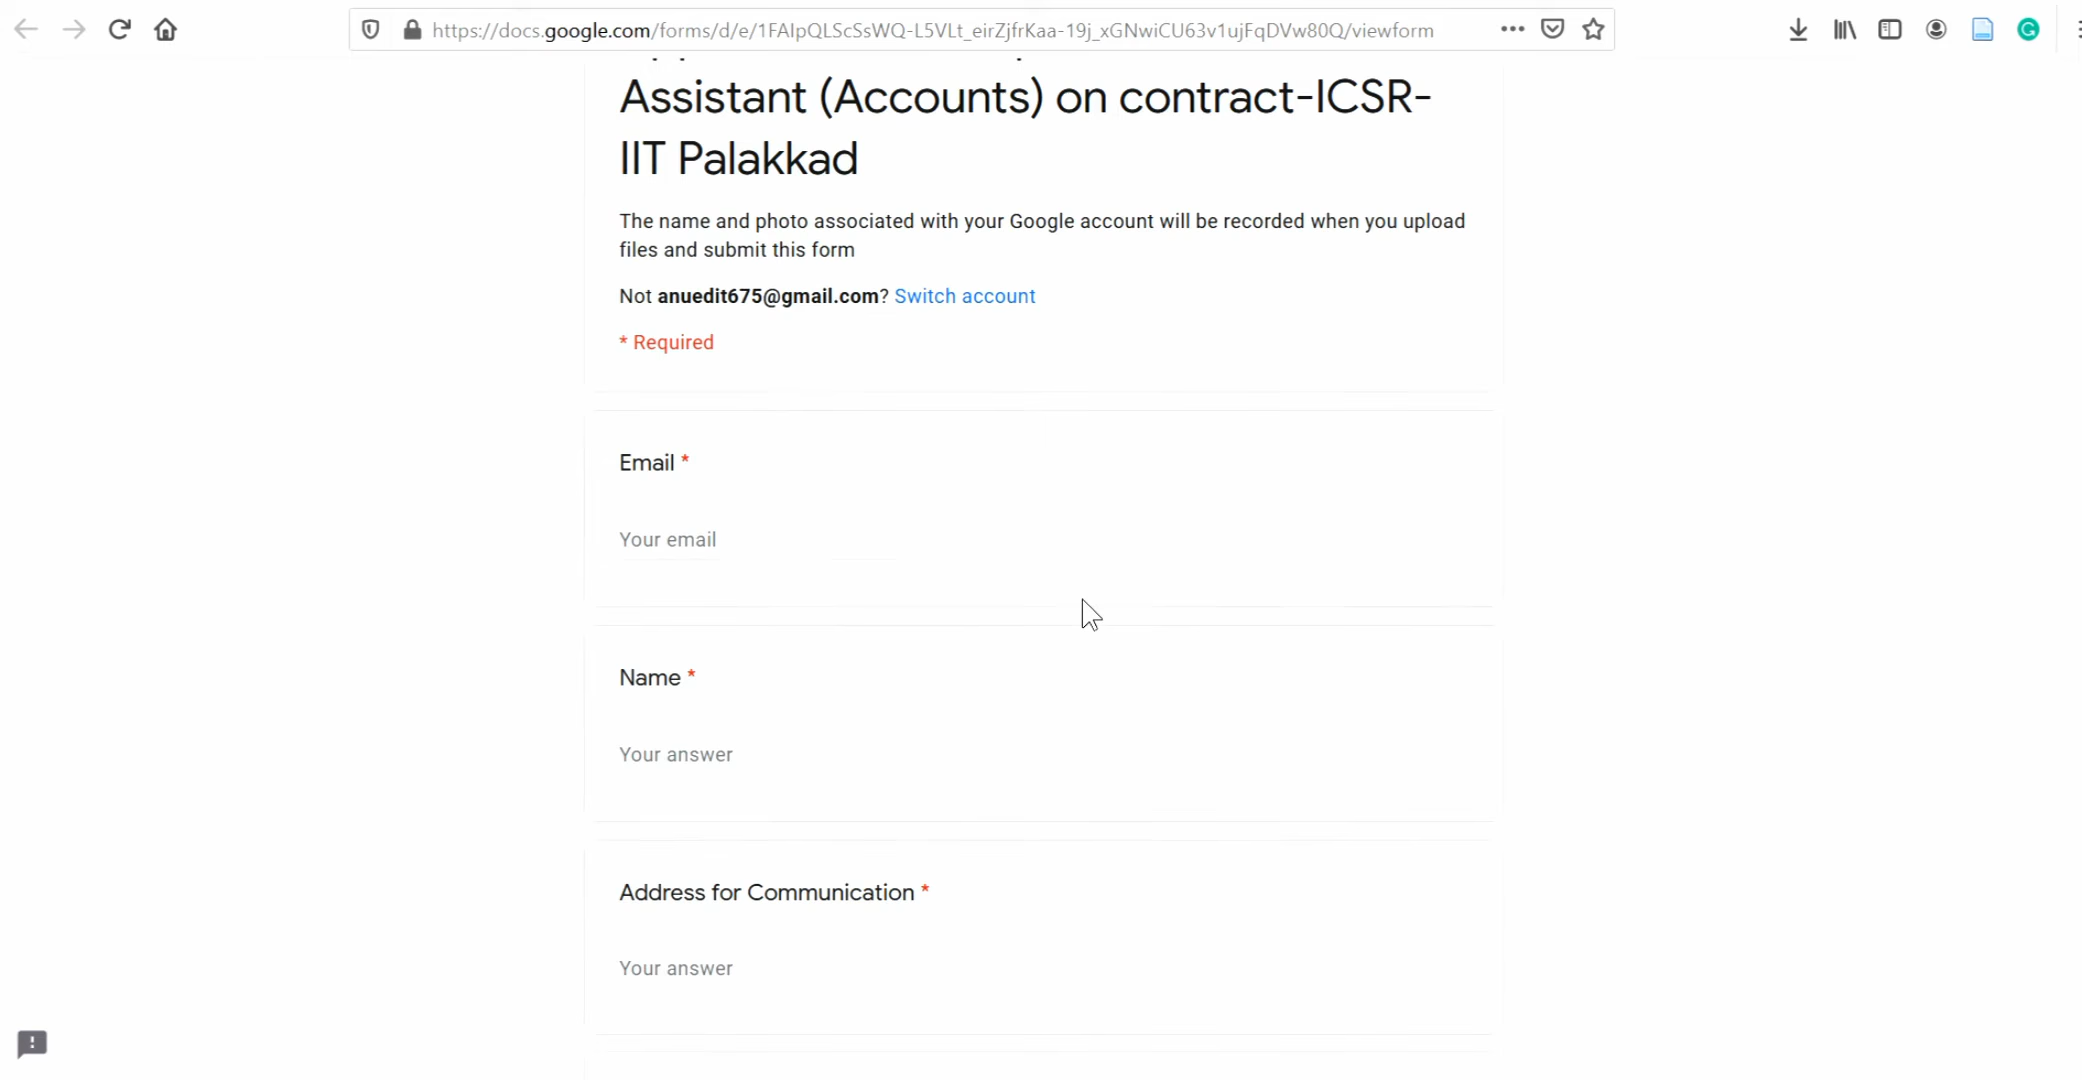 https://docs.google.com/forms/d/e/1FAIpQLScSsWQ-L5VLt_eirZjfrKaa-19j_xGNwiCU63v1ujFqDVw80Q/viewform
Assistant (Accounts) on contract-ICSR-
IIT Palakkad
The name and photo associated with your Google account will be recorded when you upload
files and submit this form
Not anuedit675@gmail.com? Switch account
* Required
Email *
Your email
Name *
Your answer
Address for Communication *
Your answer